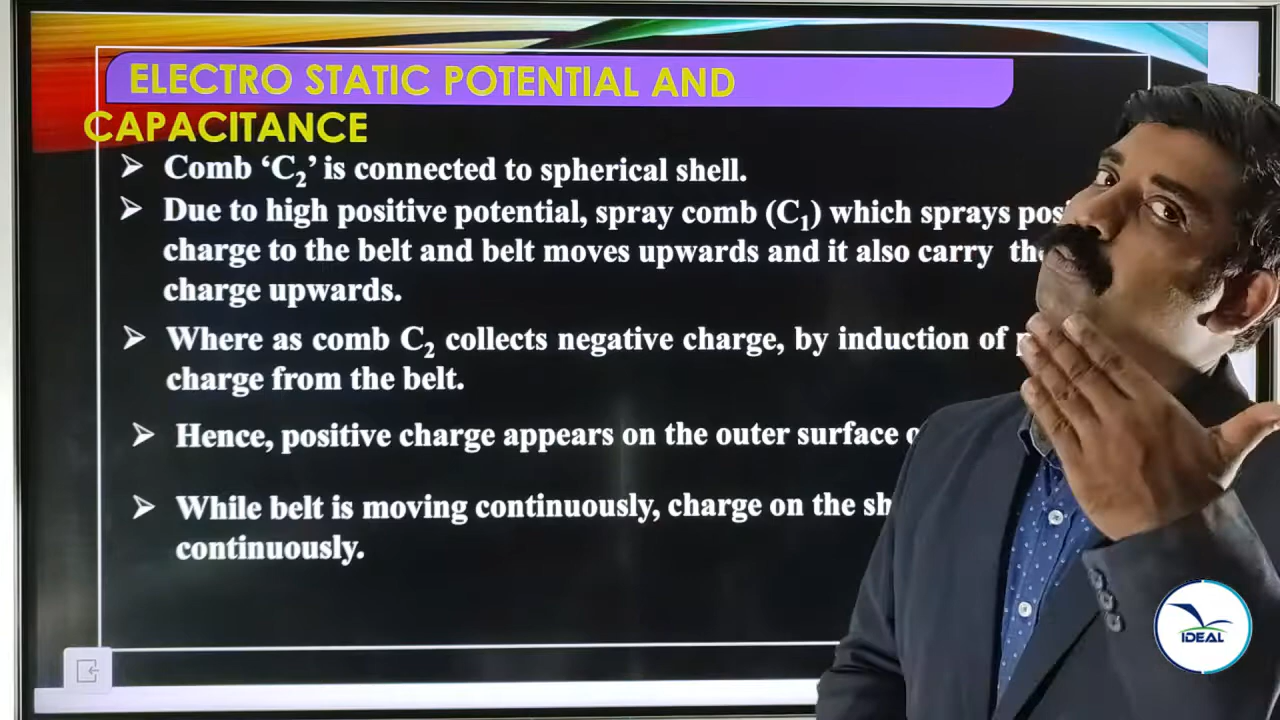 ELECTRO STATIC POTENTIAL AND
CAPACITANCE
➢ Comb ‘C₂’ is connected to spherical shell.
➢ Due to high positive potential, spray comb (C₁) which sprays
charge to the belt and belt moves upwards and it also carry
charge upwards.
➢ Where as comb C₂ collects negative charge, by induction of
charge from the belt.
➢ Hence, positive charge appears on the outer surface
➢ While belt is moving continuously, charge on the
continuously.
IDEAL